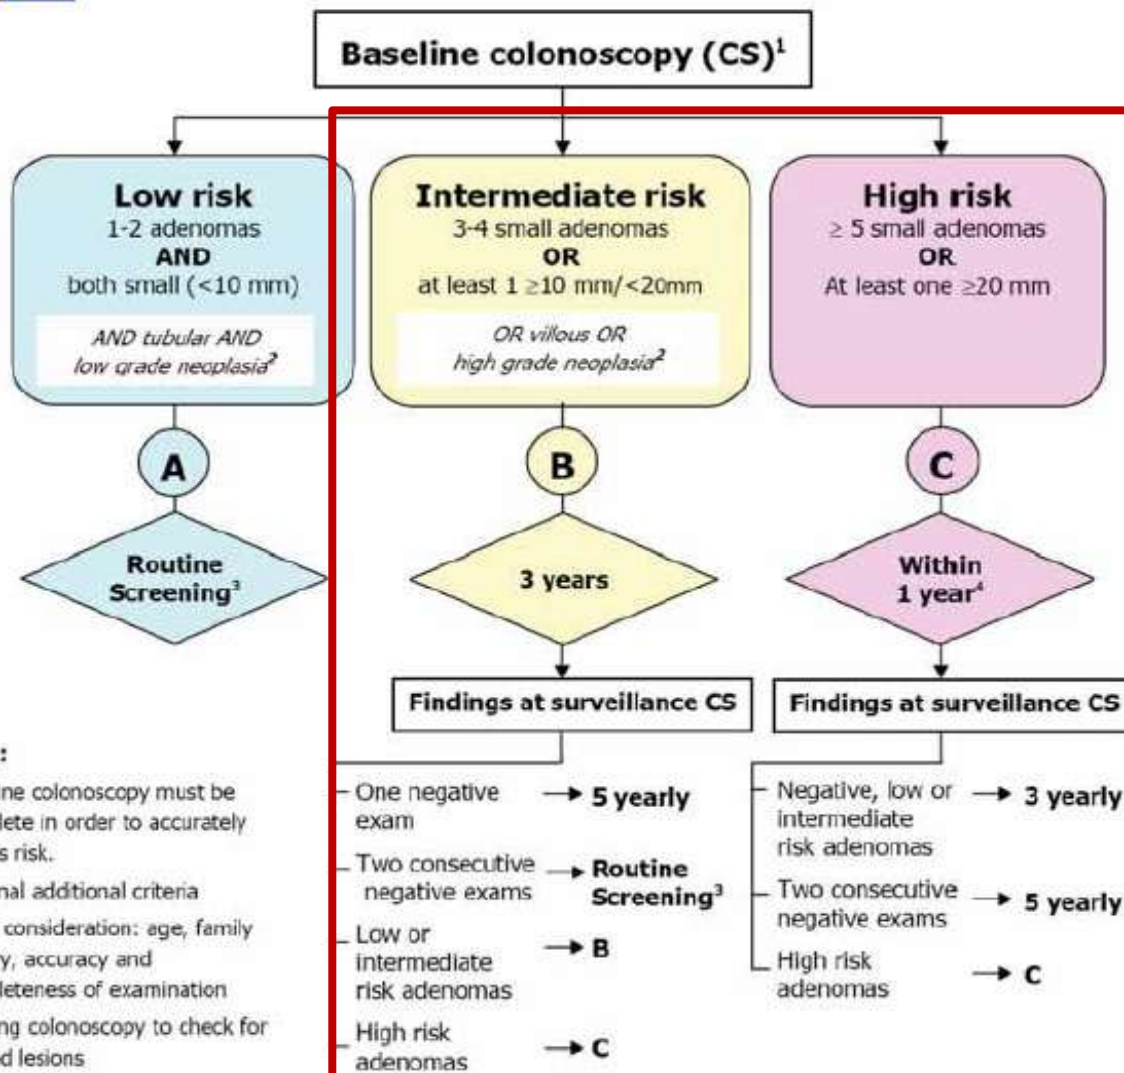 Baseline colonoscopy (CS)¹
Low risk
1-2 adenomas
AND
both small (<10 mm)
AND tubular AND
low grade neoplasia²
A
Routine
Screening³
Intermediate risk
3-4 small adenomas
OR
at least 1 ≥10 mm/<20mm
OR villous OR
high grade neoplasia²
B
3 years
High risk
≥ 5 small adenomas
OR
At least one ≥20 mm
C
Within
1 year⁴
Findings at surveillance CS
One negative
exam
5 yearly
Two consecutive
negative exams
Routine
Screening³
Low or
intermediate
risk adenomas
B
High risk
adenomas
C
Findings at surveillance CS
Negative, low or
intermediate
risk adenomas
3 yearly
Two consecutive
negative exams
5 yearly
High risk
adenomas
C
:
colonoscopy must be
in order to accurately
risk.
additional criteria
consideration: age, family
accuracy and
of examination
colonoscopy to check for
lesions